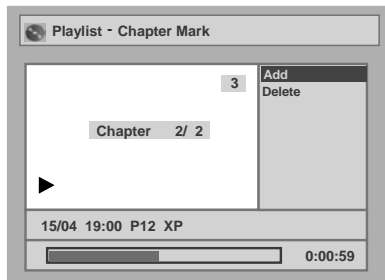 Playlist - Chapter Mark
3
Add
Delete
Chapter 2/ 2
15/04 19:00 P12 XP
0:00:59